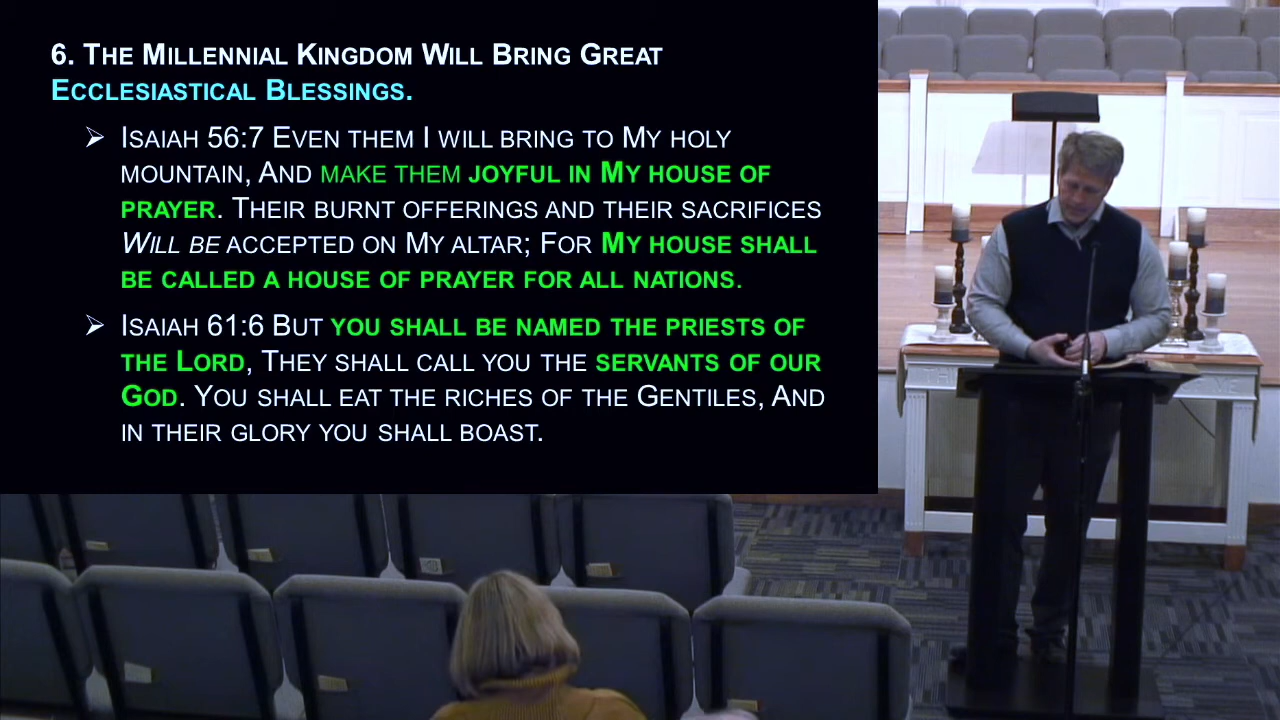 6. The Millennial Kingdom Will Bring Great
Ecclesiastical Blessings.
➢ Isaiah 56:7 Even them I will bring to My holy
mountain, And make them joyful in My house of
prayer. Their burnt offerings and their sacrifices
Will be accepted on My altar; For My house shall
be called a house of prayer for all nations.
➢ Isaiah 61:6 But you shall be named the priests of
the Lord, They shall call you the servants of our
God. You shall eat the riches of the Gentiles, And
in their glory you shall boast.